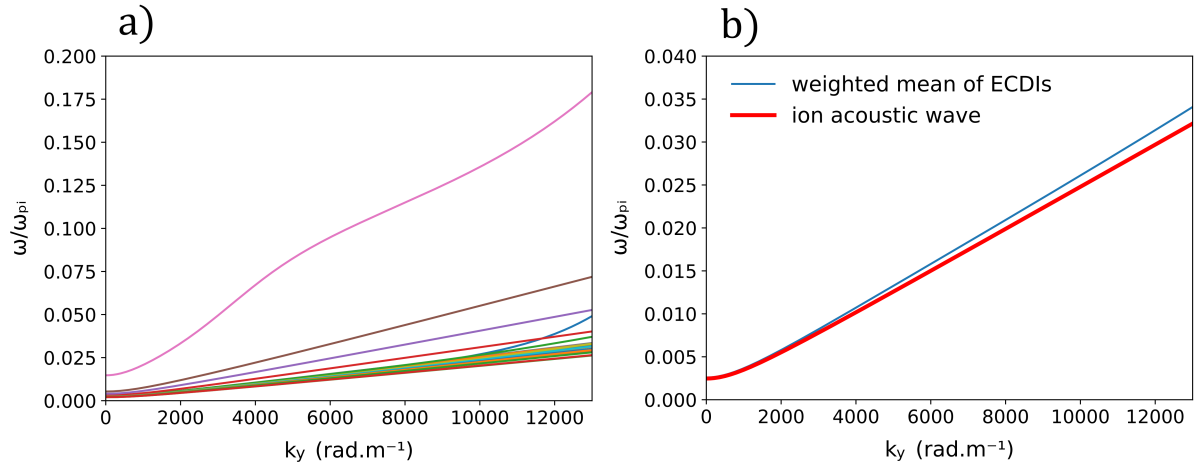 a)
0.200
0.175
0.150
0.125
0.100
0.075
0.050
0.025
0.000
ω/ωpi
0 2000 4000 6000 8000 10000 12000
ky (rad.m⁻¹)
b)
0.040
0.035
0.030
0.025
0.020
0.015
0.010
0.005
0.000
ω/ωpi
weighted mean of ECDIs
ion acoustic wave
0 2000 4000 6000 8000 10000 12000
ky (rad.m⁻¹)